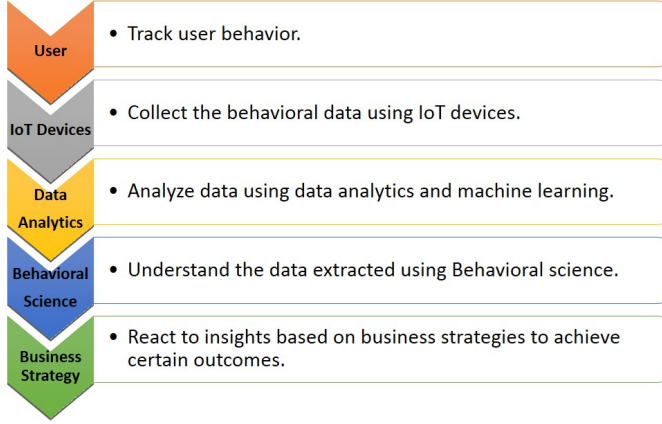 User
• Track user behavior.
IoT Devices
• Collect the behavioral data using IoT devices.
Data
Analytics
• Analyze data using data analytics and machine learning.
Behavioral
Science
• Understand the data extracted using Behavioral science.
Business
Strategy
• React to insights based on business strategies to achieve
certain outcomes.